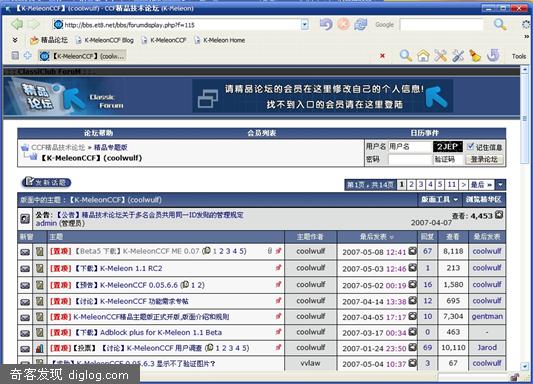 【K-MeleonCCF】(coolwulf) - CCF精品技术论坛 (K-Meleon)
http://bbs.et8.net/bbs/forumdisplay.php?f=115
Google
精品论坛 K-MeleonCCF Blog K-MeleonCCF K-Meleon Home
【K-MeleonCCF】(coolw...
Tools
::: ClassiClub ForuM :::
精品论坛
Classic Forum
请精品论坛的会员在这里修改自己的个人信息!
找不到入口的会员请在这里登陆
论坛帮助 会员列表 日历事件
CCF精品技术论坛 > 精品专题版
【K-MeleonCCF】(coolwulf)
用户名 用户名 2JEP 记住信息
密码 验证码 登录论坛
发新话题
第1页，共14页 1 2 3 4 5 11 > 最后 »
版面中的主题：【K-MeleonCCF】(coolwulf) 版面工具 浏览精华区
公告:【公告】精品技术论坛关于多名会员共用同一ID发贴的管理规定 查看: 4,453
admin (管理员) 2007-04-07
新窗 主题 主题作者 最后发表 回复 查看 最后发表
[置顶] 【Beta5 下载】K-MeleonCCF ME 0.07 (1 2 3 4 5) coolwulf 2007-05-08 12:41 67 8,118 coolwulf
[置顶] 【下载】K-Meleon 1.1 RC2 coolwulf 2007-05-03 12:46 1 213 coolwulf
[置顶] 【预告】K-MeleonCCF 0.05.6.6 (1 2) coolwulf 2007-05-02 00:19 16 1,580 coolwulf
[置顶] 【讨论】K-MeleonCCF 功能需求专帖 coolwulf 2007-04-14 13:38 12 695 coolwulf
[置顶] K-MeleonCCF精品主题版正式开版,版面介绍和规则 coolwulf 2007-04-05 17:17 10 7,304 gentman
[置顶] 【下载】Adblock plus for K-Meleon 1.1 Beta coolwulf 2007-03-17 00:34 0 463 -
[置顶] 【投票】【讨论】K-MeleonCCF 用户调查 (1 2 3 4 5) coolwulf 2007-01-24 23:50 69 10,110 Jarod
K-MeleonCCF 0.05.6.3 显示不了验证图片? vvlaw 2007-05-04 10:37 3 67 coolwulf
奇客发现 diglog.com